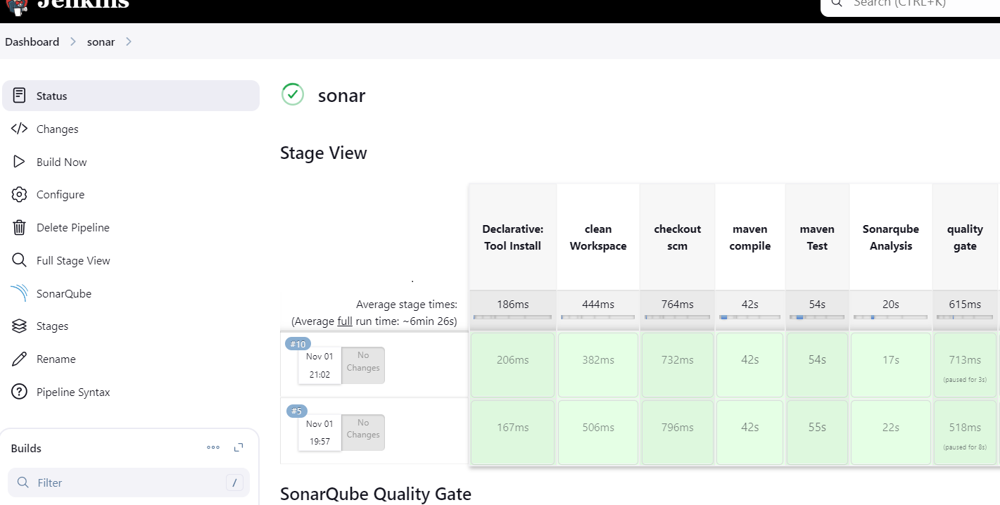 Jenkins
Search (CTRL+K)
Dashboard
sonar
Status
Changes
Build Now
Configure
Delete Pipeline
Full Stage View
SonarQube
Stages
Rename
Pipeline Syntax
Builds
Filter
/
sonar
Stage View
Declarative:
Tool Install
clean
Workspace
checkout
scm
maven
compile
maven
Test
Sonarqube
Analysis
quality
gate
Average stage times:
(Average full run time: ~6min 26s)
186ms
444ms
764ms
42s
54s
20s
615ms
#10
Nov 01
21:02
No
Changes
206ms
382ms
732ms
42s
54s
17s
713ms
(paused for 3s)
#5
Nov 01
19:57
No
Changes
167ms
506ms
796ms
42s
55s
22s
518ms
(paused for 8s)
SonarQube Quality Gate